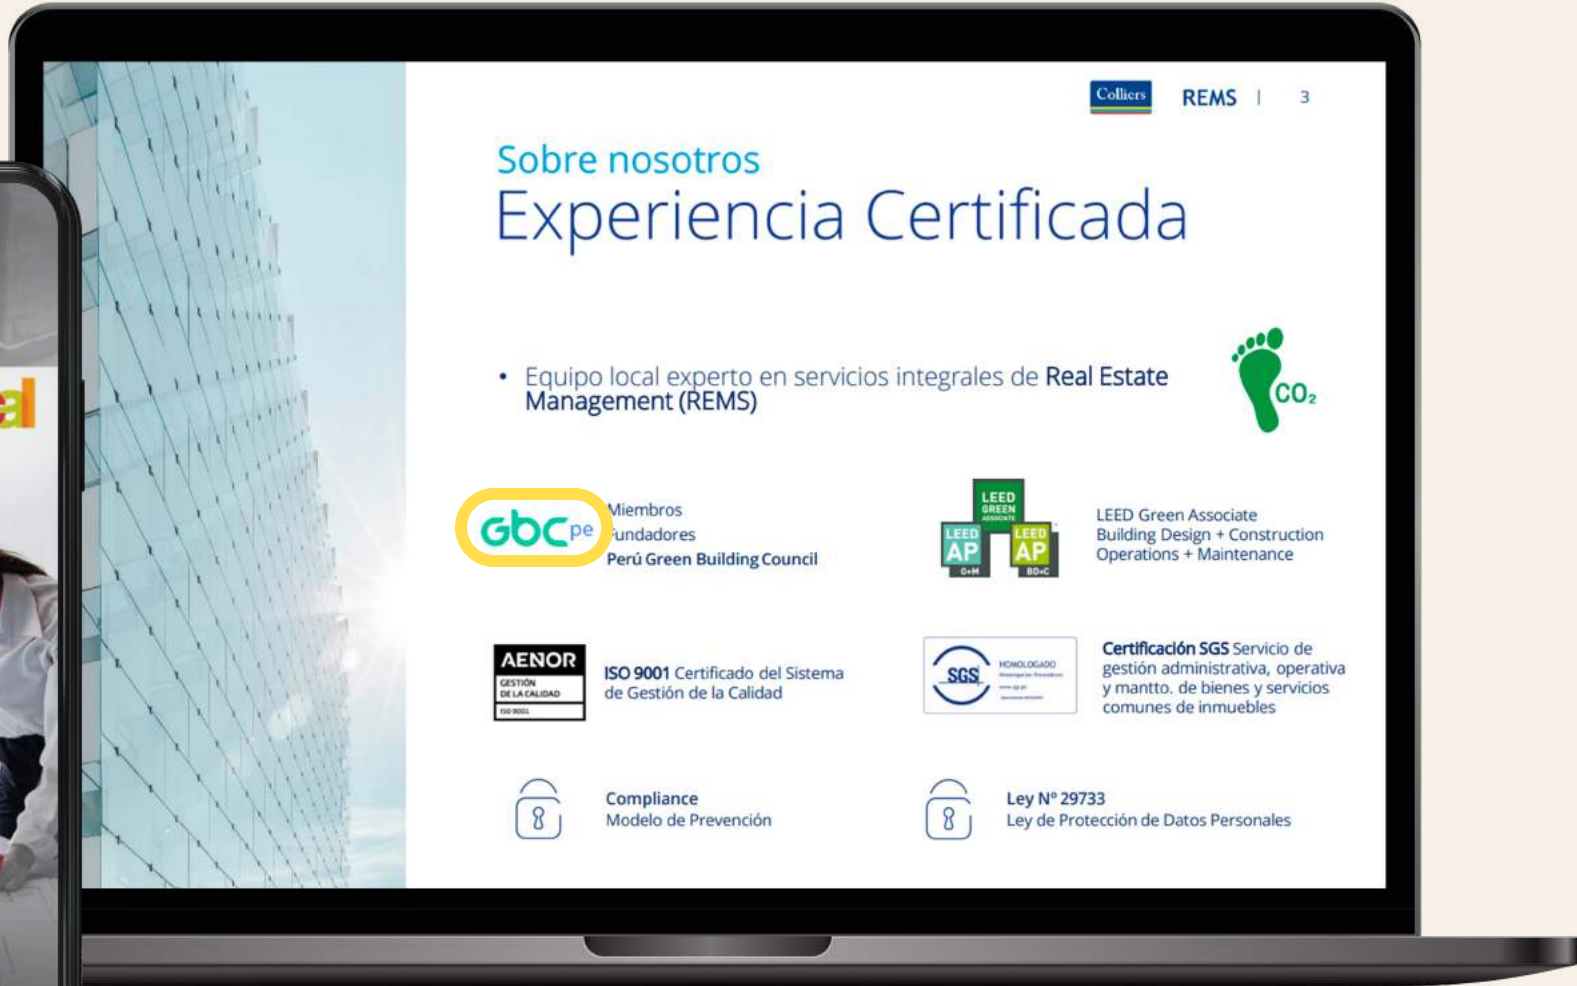 Colliers REMS | 3
Sobre nosotros
Experiencia Certificada
• Equipo local experto en servicios integrales de Real Estate
Management (REMS)
CO₂
Gbc pe
Miembros
Fundadores
Perú Green Building Council
LEED
GREEN
ASSOCIATE
LEED
AP
O+M
LEED
AP
BD+C
LEED Green Associate
Building Design + Construction
Operations + Maintenance
AENOR
GESTIÓN
DE LA CALIDAD
ISO 9001
ISO 9001 Certificado del Sistema
de Gestión de la Calidad
SGS
HOMOLOGADO
Certificación SGS Servicio de
gestión administrativa, operativa
y mantto. de bienes y servicios
comunes de inmuebles
Compliance
Modelo de Prevención
Ley Nº 29733
Ley de Protección de Datos Personales